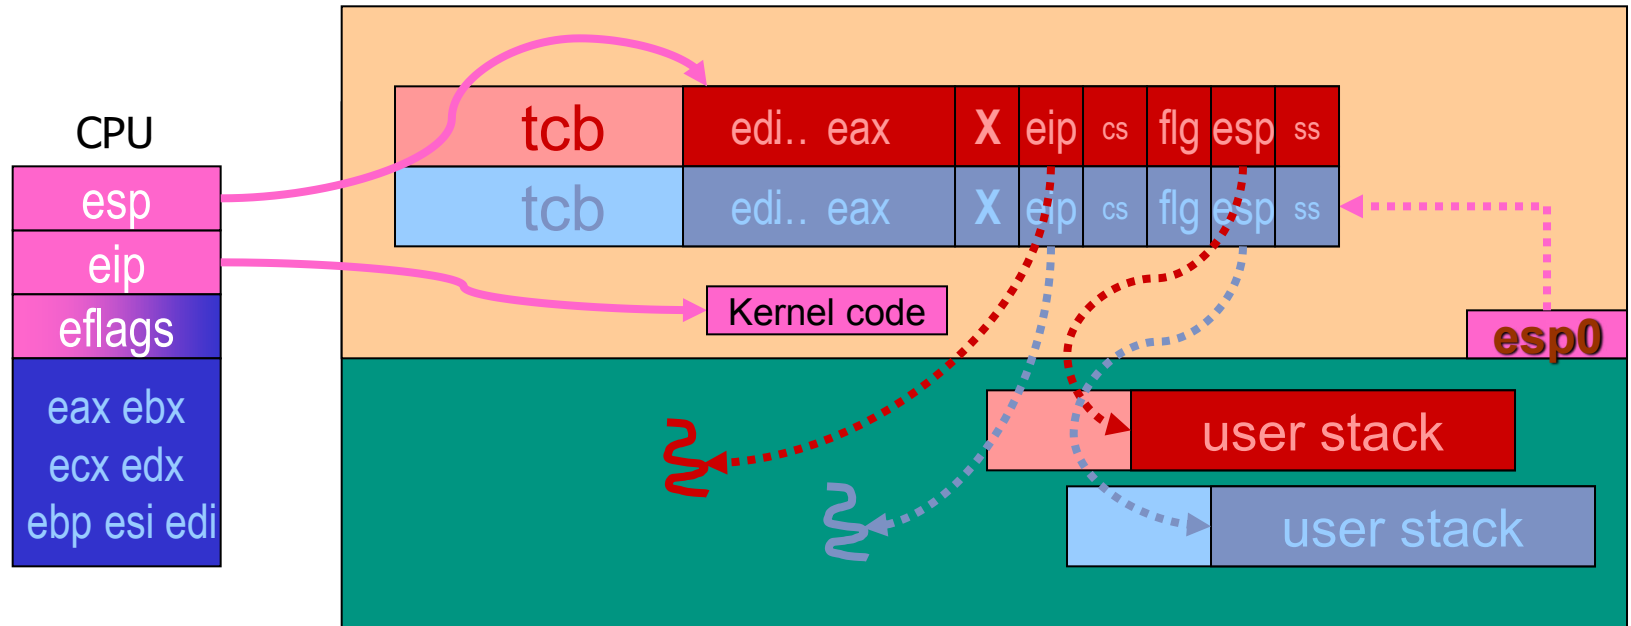 CPU
esp
eip
eflags
eax ebx
ecx edx
ebp esi edi
tcb edi.. eax X eip cs flg esp ss
tcb edi.. eax X eip cs flg esp ss
Kernel code
esp0
user stack
user stack